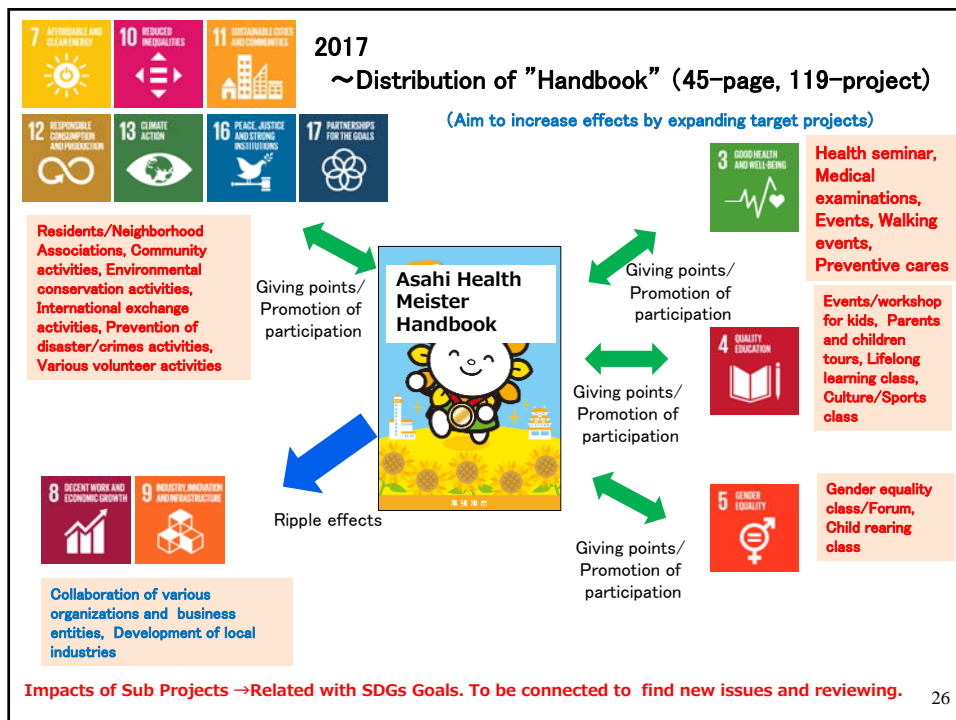 2017
～Distribution of ”Handbook” (45-page, 119-project)
(Aim to increase effects by expanding target projects)
7 AFFORDABLE AND
CLEAN ENERGY
10 REDUCED
INEQUALITIES
11 SUSTAINABLE CITIES
AND COMMUNITIES
12 RESPONSIBLE
CONSUMPTION
AND PRODUCTION
13 CLIMATE
ACTION
16 PEACE, JUSTICE
AND STRONG
INSTITUTIONS
17 PARTNERSHIPS
FOR THE GOALS
Residents/Neighborhood
Associations, Community
activities, Environmental
conservation activities,
International exchange
activities, Prevention of
disaster/crimes activities,
Various volunteer activities
Giving points/
Promotion of
participation
Asahi Health
Meister
Handbook
尾張旭市
3 GOOD HEALTH
AND WELL-BEING
Health seminar,
Medical
examinations,
Events, Walking
events,
Preventive cares
Giving points/
Promotion of
participation
4 QUALITY
EDUCATION
Events/workshop
for kids, Parents
and children
tours, Lifelong
learning class,
Culture/Sports
class
Giving points/
Promotion of
participation
5 GENDER
EQUALITY
Gender equality
class/Forum,
Child rearing
class
Giving points/
Promotion of
participation
8 DECENT WORK AND
ECONOMIC GROWTH
9 INDUSTRY, INNOVATION
AND INFRASTRUCTURE
Ripple effects
Collaboration of various
organizations and business
entities, Development of local
industries
Impacts of Sub Projects →Related with SDGs Goals. To be connected to find new issues and reviewing.
26